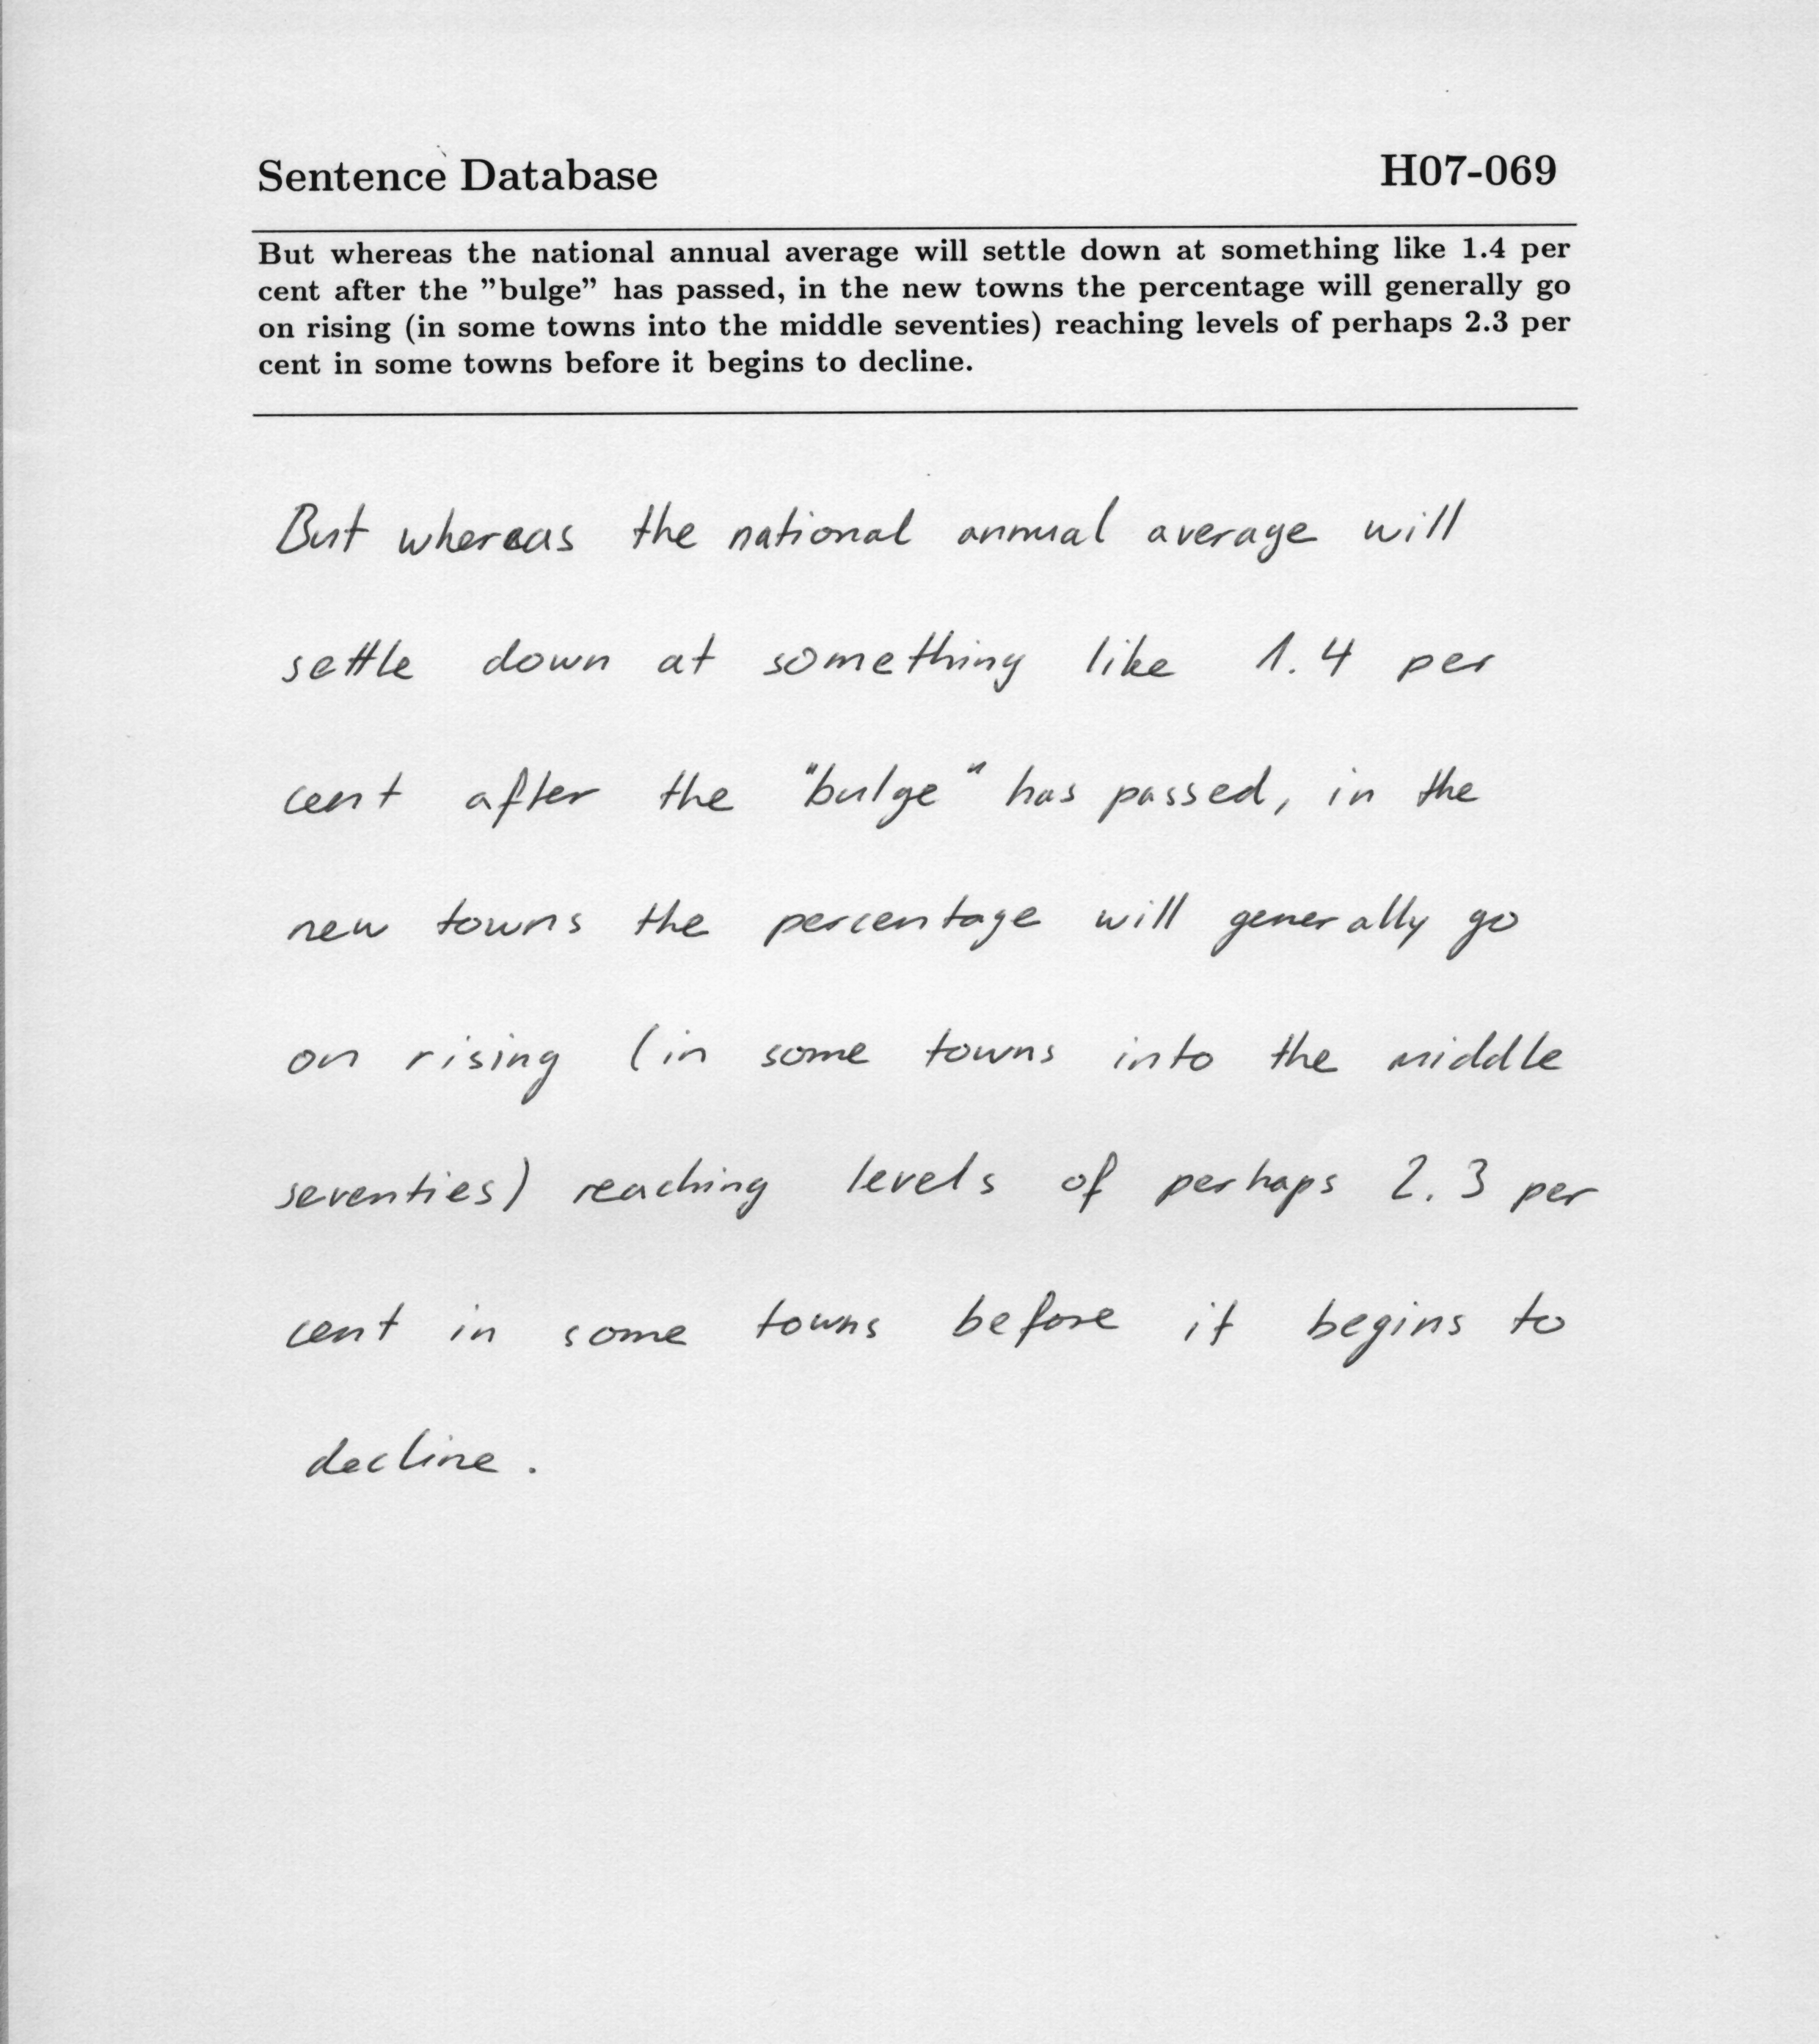 Sentence Database H07-069
But whereas the national annual average will settle down at something like 1.4 per
cent after the "bulge" has passed, in the new towns the percentage will generally go
on rising (in some towns into the middle seventies) reaching levels of perhaps 2.3 per
cent in some towns before it begins to decline.
But whereas the national annual average will
settle down at something like 1.4 per
cent after the "bulge" has passed, in the
new towns the percentage will generally go
on rising (in some towns into the middle
seventies) reaching levels of perhaps 2.3 per
cent in some towns before it begins to
decline.